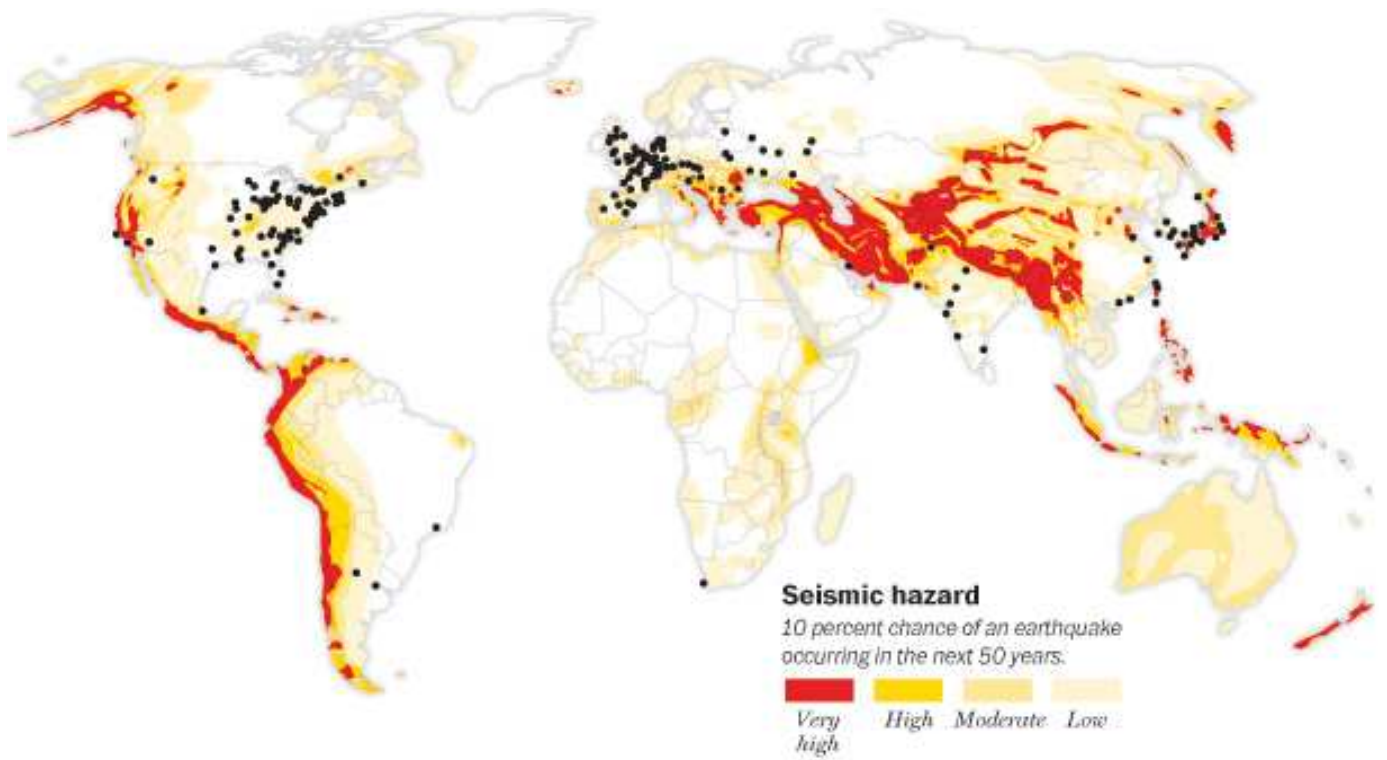 Seismic hazard
10 percent chance of an earthquake
occurring in the next 50 years.
Very high
High
Moderate
Low